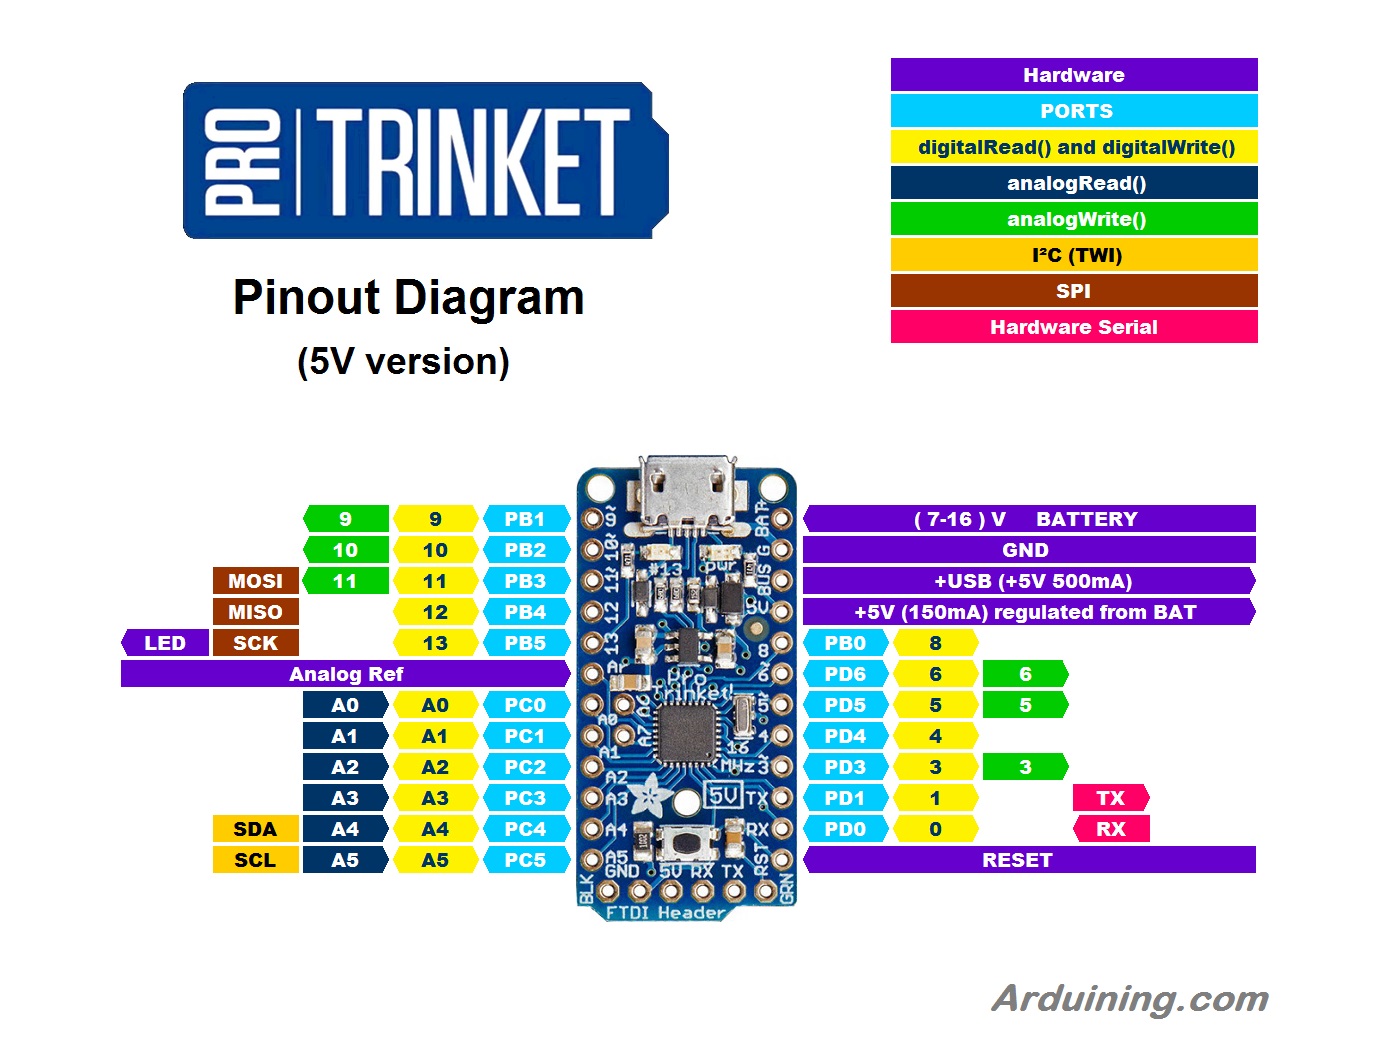 PRO TRINKET
Pinout Diagram
(5V version)
Hardware
PORTS
digitalRead() and digitalWrite()
analogRead()
analogWrite()
I²C (TWI)
SPI
Hardware Serial
9 9 PB1
10 10 PB2
MOSI 11 11 PB3
MISO 12 PB4
LED SCK 13 PB5
Analog Ref
A0 A0 PC0
A1 A1 PC1
A2 A2 PC2
A3 A3 PC3
SDA A4 A4 PC4
SCL A5 A5 PC5
9~
10~
11~
12
13
Ar
A0
A1
A2
A3
A4
A5
A6
A7
#13
pwr
Pro
Trinket!
16
MHz
5V
BAT+
G
BUS
5V
8
~6
~5
4
~3
TX
RX
RST
GND 5V RX TX
BLK
GRN
FTDI Header
( 7-16 ) V BATTERY
GND
+USB (+5V 500mA)
+5V (150mA) regulated from BAT
PB0 8
PD6 6 6
PD5 5 5
PD4 4
PD3 3 3
PD1 1 TX
PD0 0 RX
RESET
Arduining.com